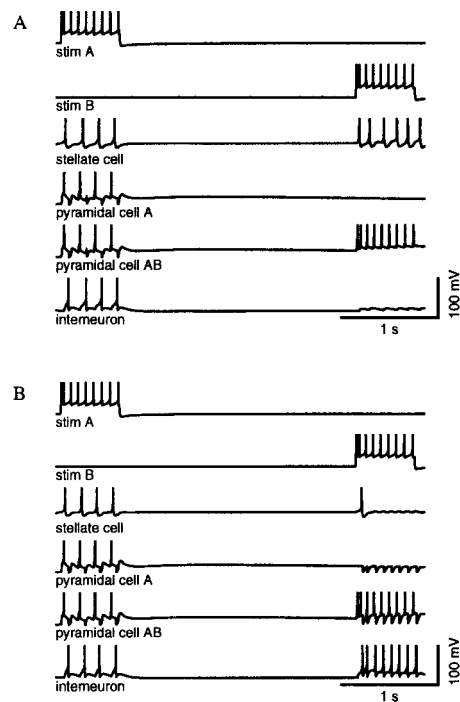 A
stim A
stim B
stellate cell
pyramidal cell A
pyramidal cell AB
interneuron
100 mV
1 s
B
stim A
stim B
stellate cell
pyramidal cell A
pyramidal cell AB
interneuron
100 mV
1 s